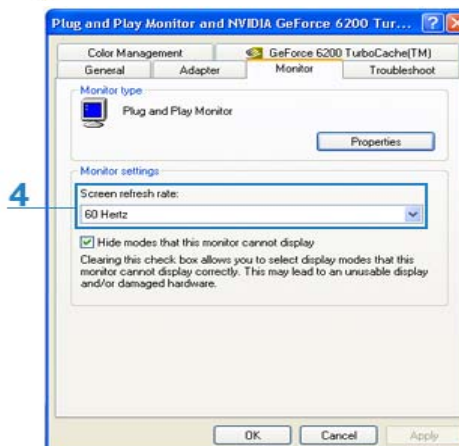 Plug and Play Monitor and NVIDIA GeForce 6200 Tur... ?
Color Management GeForce 6200 TurboCache(TM)
General Adapter Monitor Troubleshoot
Monitor type
Plug and Play Monitor
Properties
Monitor settings
4
Screen refresh rate:
60 Hertz
Hide modes that this monitor cannot display
Clearing this check box allows you to select display modes that this
monitor cannot display correctly. This may lead to an unusable display
and/or damaged hardware.
OK Cancel Apply